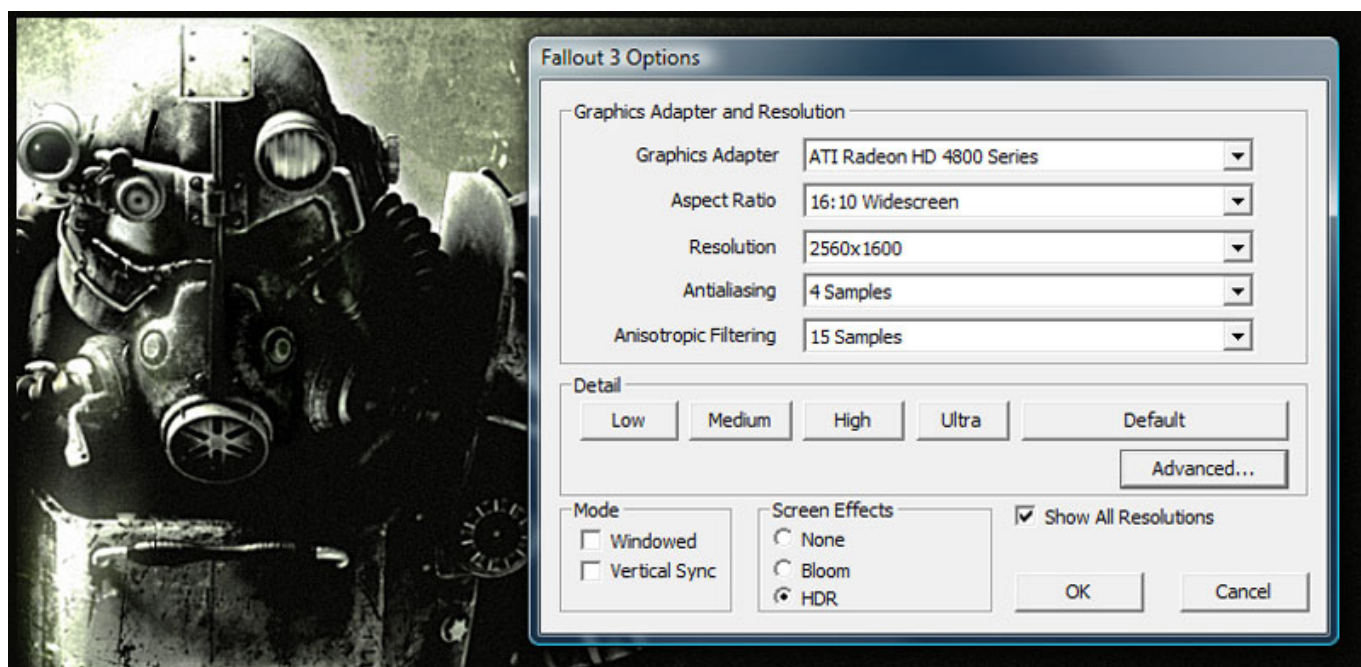 Fallout 3 Options
Graphics Adapter and Resolution
Graphics Adapter ATI Radeon HD 4800 Series
Aspect Ratio 16:10 Widescreen
Resolution 2560x1600
Antialiasing 4 Samples
Anisotropic Filtering 15 Samples
Detail
Low Medium High Ultra Default
Advanced...
Mode Screen Effects Show All Resolutions
Windowed None
Vertical Sync Bloom
HDR OK Cancel